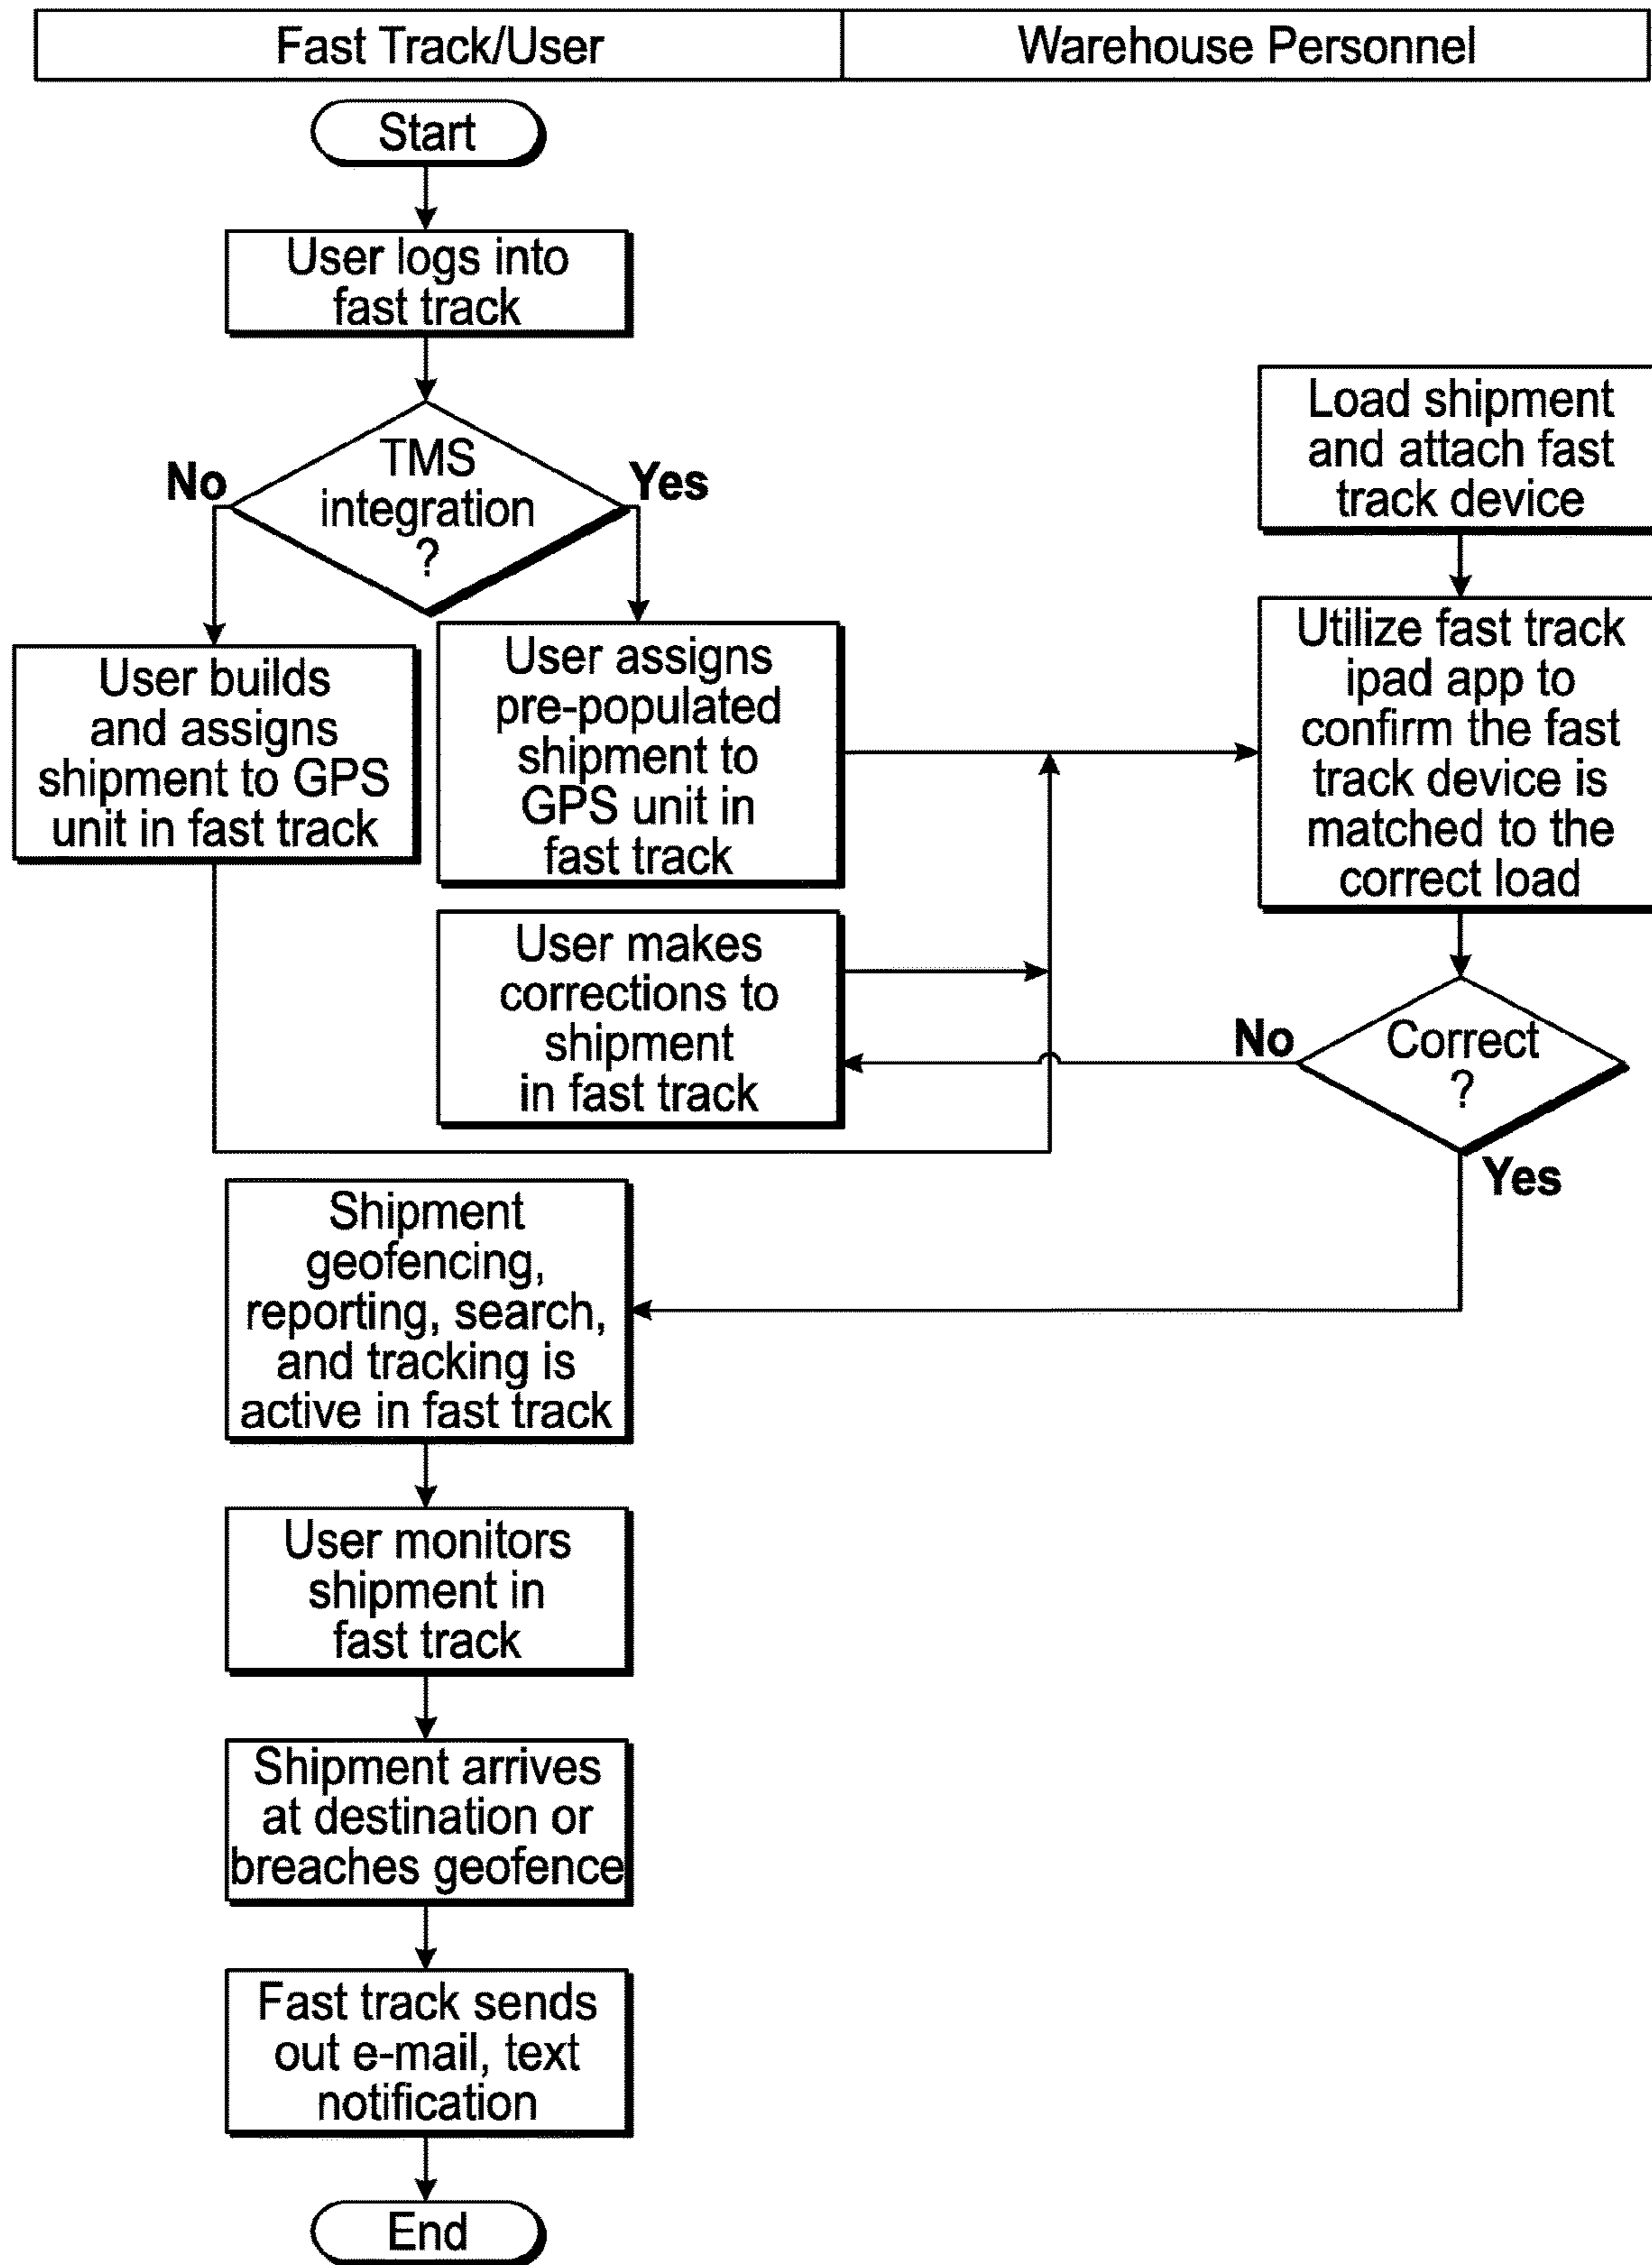 Fast Track/User
Warehouse Personnel
Start
User logs into
fast track
TMS
integration
?
No
Yes
User builds
and assigns
shipment to GPS
unit in fast track
User assigns
pre-populated
shipment to
GPS unit in
fast track
Load shipment
and attach fast
track device
Utilize fast track
ipad app to
confirm the fast
track device is
matched to the
correct load
User makes
corrections to
shipment
in fast track
No
Correct
?
Yes
Shipment
geofencing,
reporting, search,
and tracking is
active in fast track
User monitors
shipment in
fast track
Shipment arrives
at destination or
breaches geofence
Fast track sends
out e-mail, text
notification
End